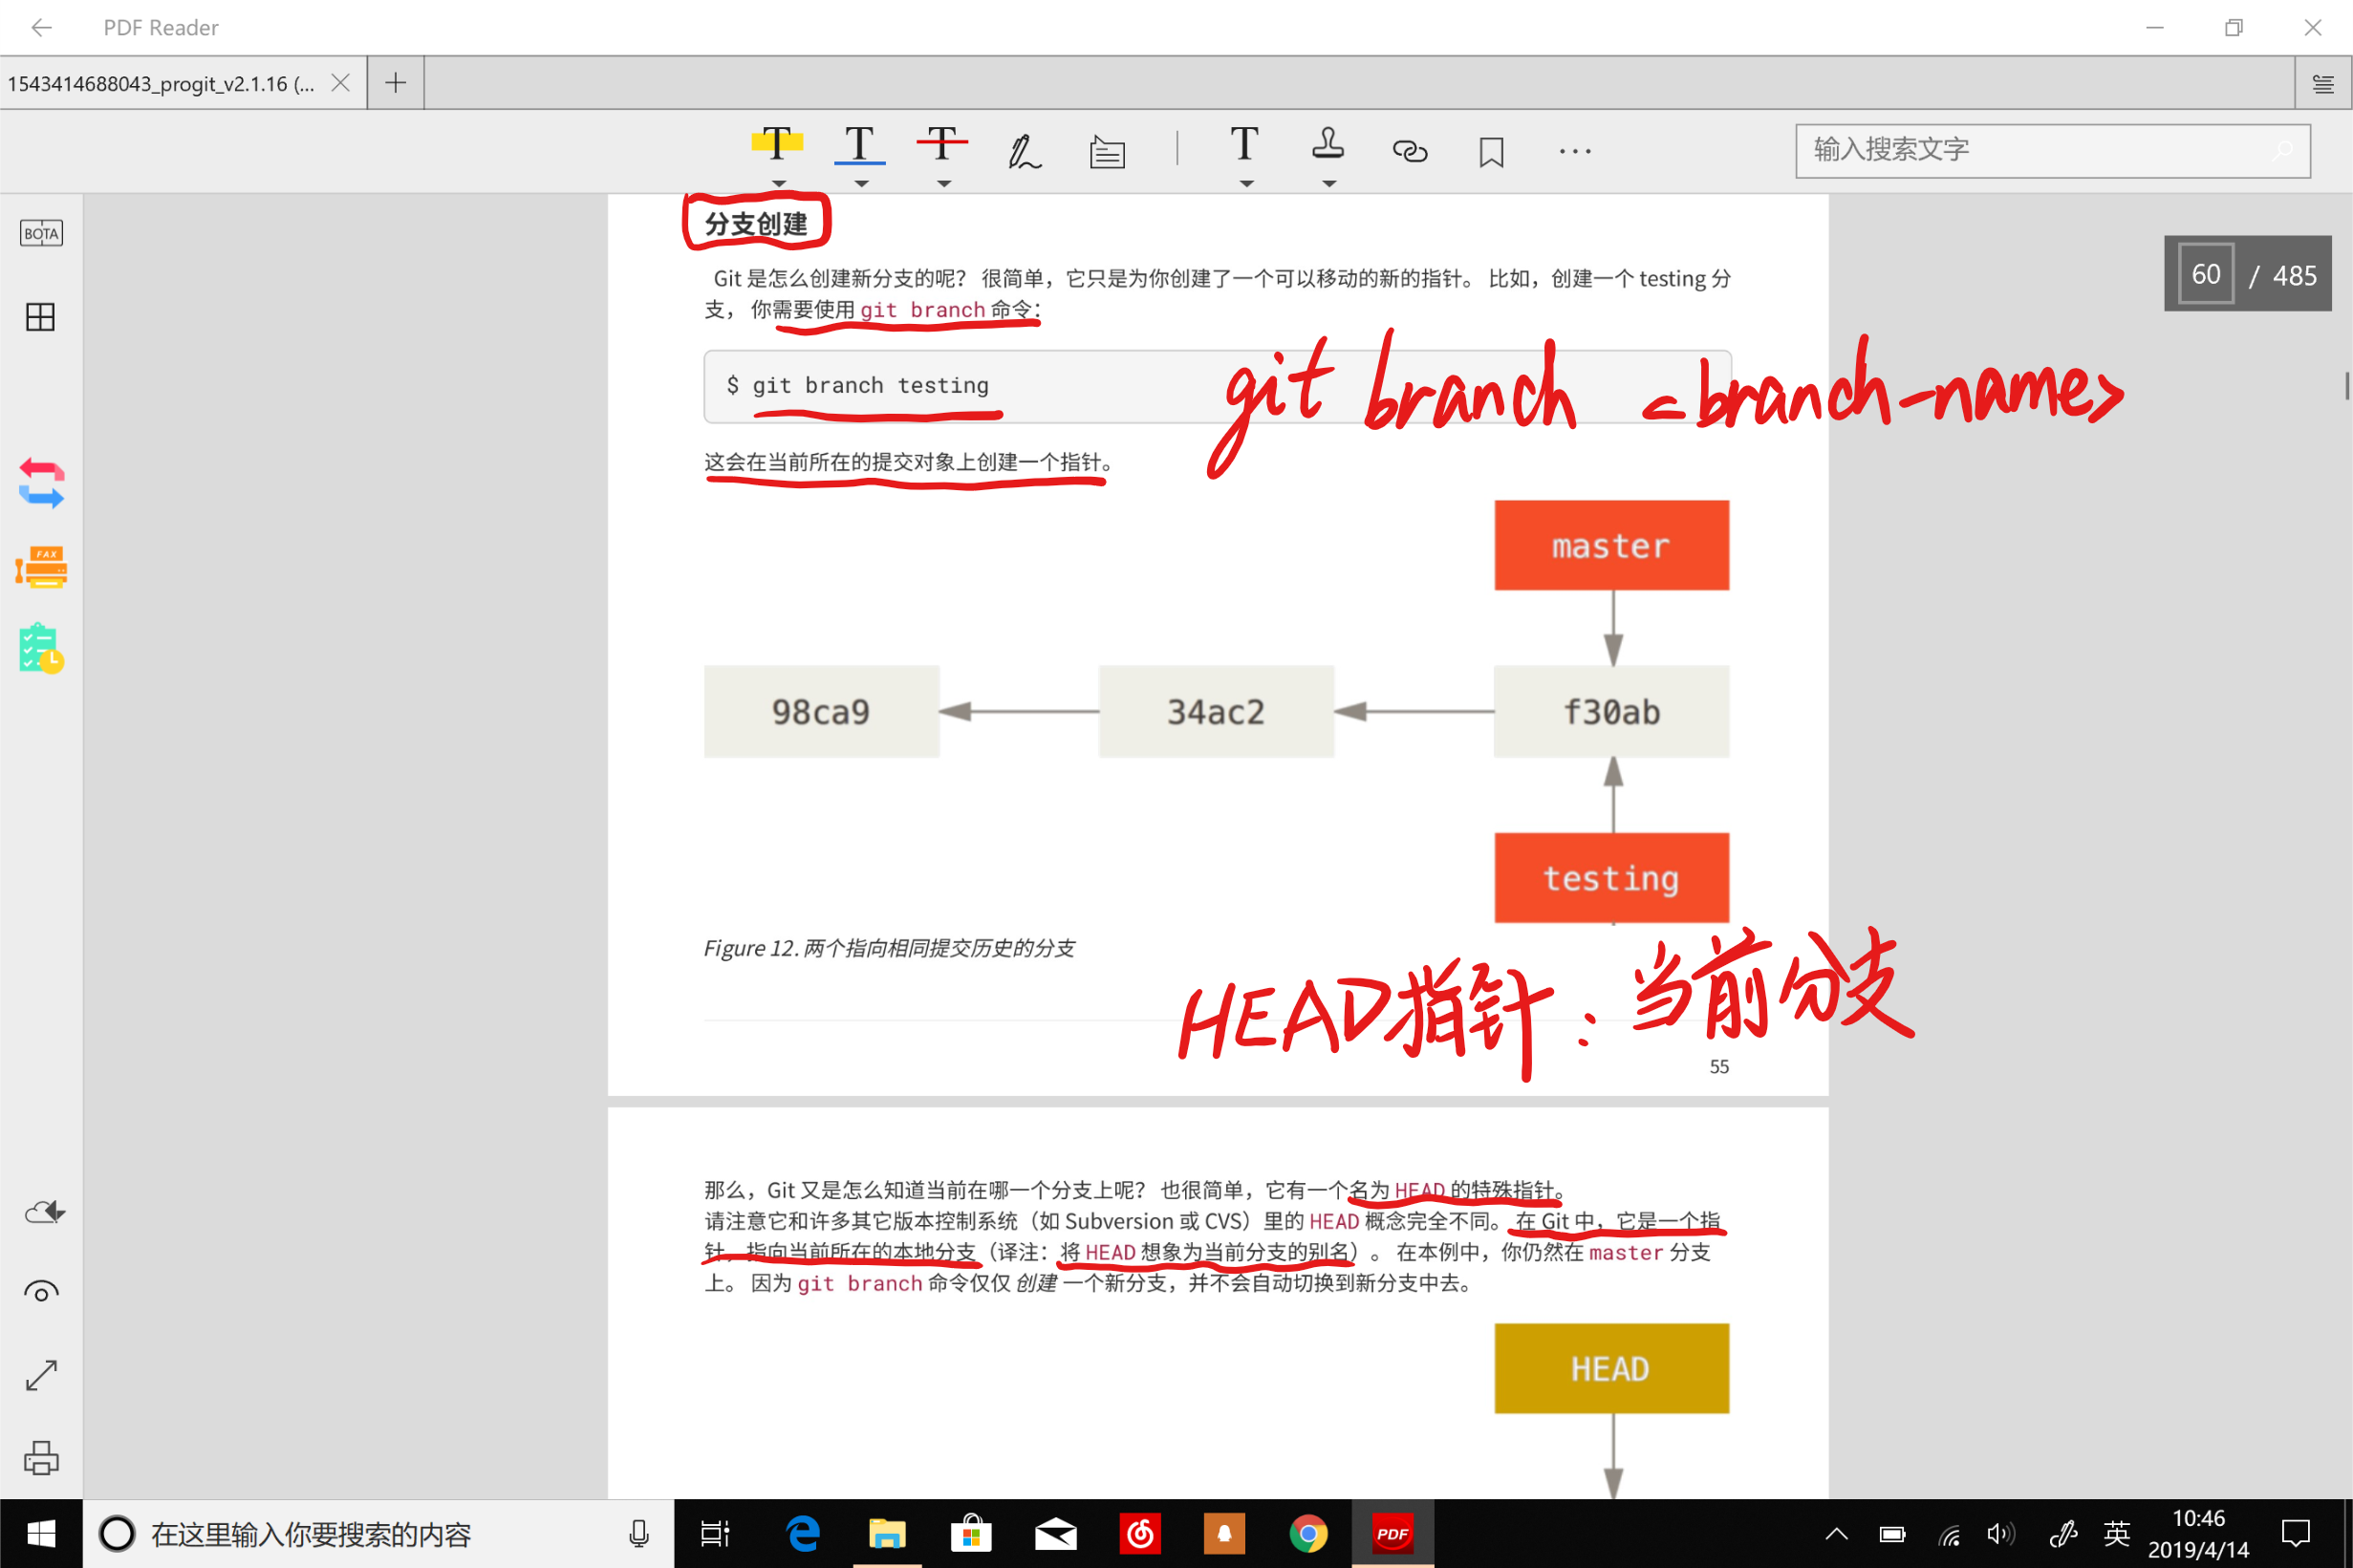 PDF Reader
1543414688043_progit_v2.1.16 (...
输入搜索文字
BOTA
60 / 485
FAX
分支创建
Git 是怎么创建新分支的呢？ 很简单，它只是为你创建了一个可以移动的新的指针。 比如，创建一个 testing 分
支， 你需要使用 git branch 命令：
$ git branch testing
git branch <branch-name>
这会在当前所在的提交对象上创建一个指针。
master
98ca9
34ac2
f30ab
testing
Figure 12. 两个指向相同提交历史的分支
HEAD指针：当前分支
55
那么，Git 又是怎么知道当前在哪一个分支上呢？ 也很简单，它有一个名为 HEAD 的特殊指针。
请注意它和许多其它版本控制系统（如 Subversion 或 CVS）里的 HEAD 概念完全不同。 在 Git 中，它是一个指
针，指向当前所在的本地分支（译注：将 HEAD 想象为当前分支的别名）。 在本例中，你仍然在 master 分支
上。 因为 git branch 命令仅仅 创建 一个新分支，并不会自动切换到新分支中去。
HEAD
在这里输入你要搜索的内容
PDF
英
10:46
2019/4/14